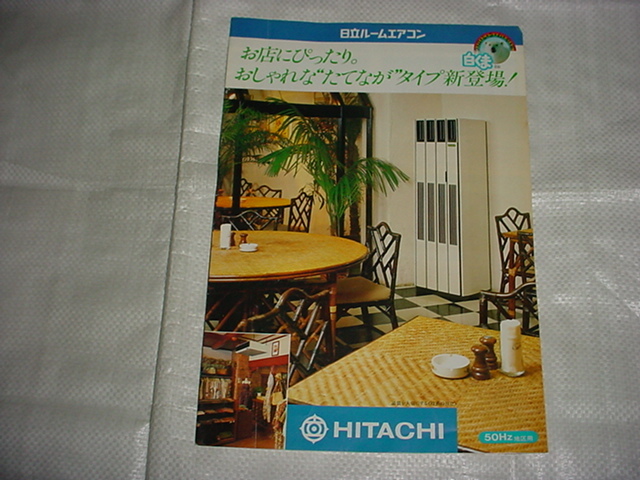 日立ルームエアコン
お店にぴったり。
おしゃれな“たてなが”タイプ新登場!
白くま
HITACHI
50Hz地区用